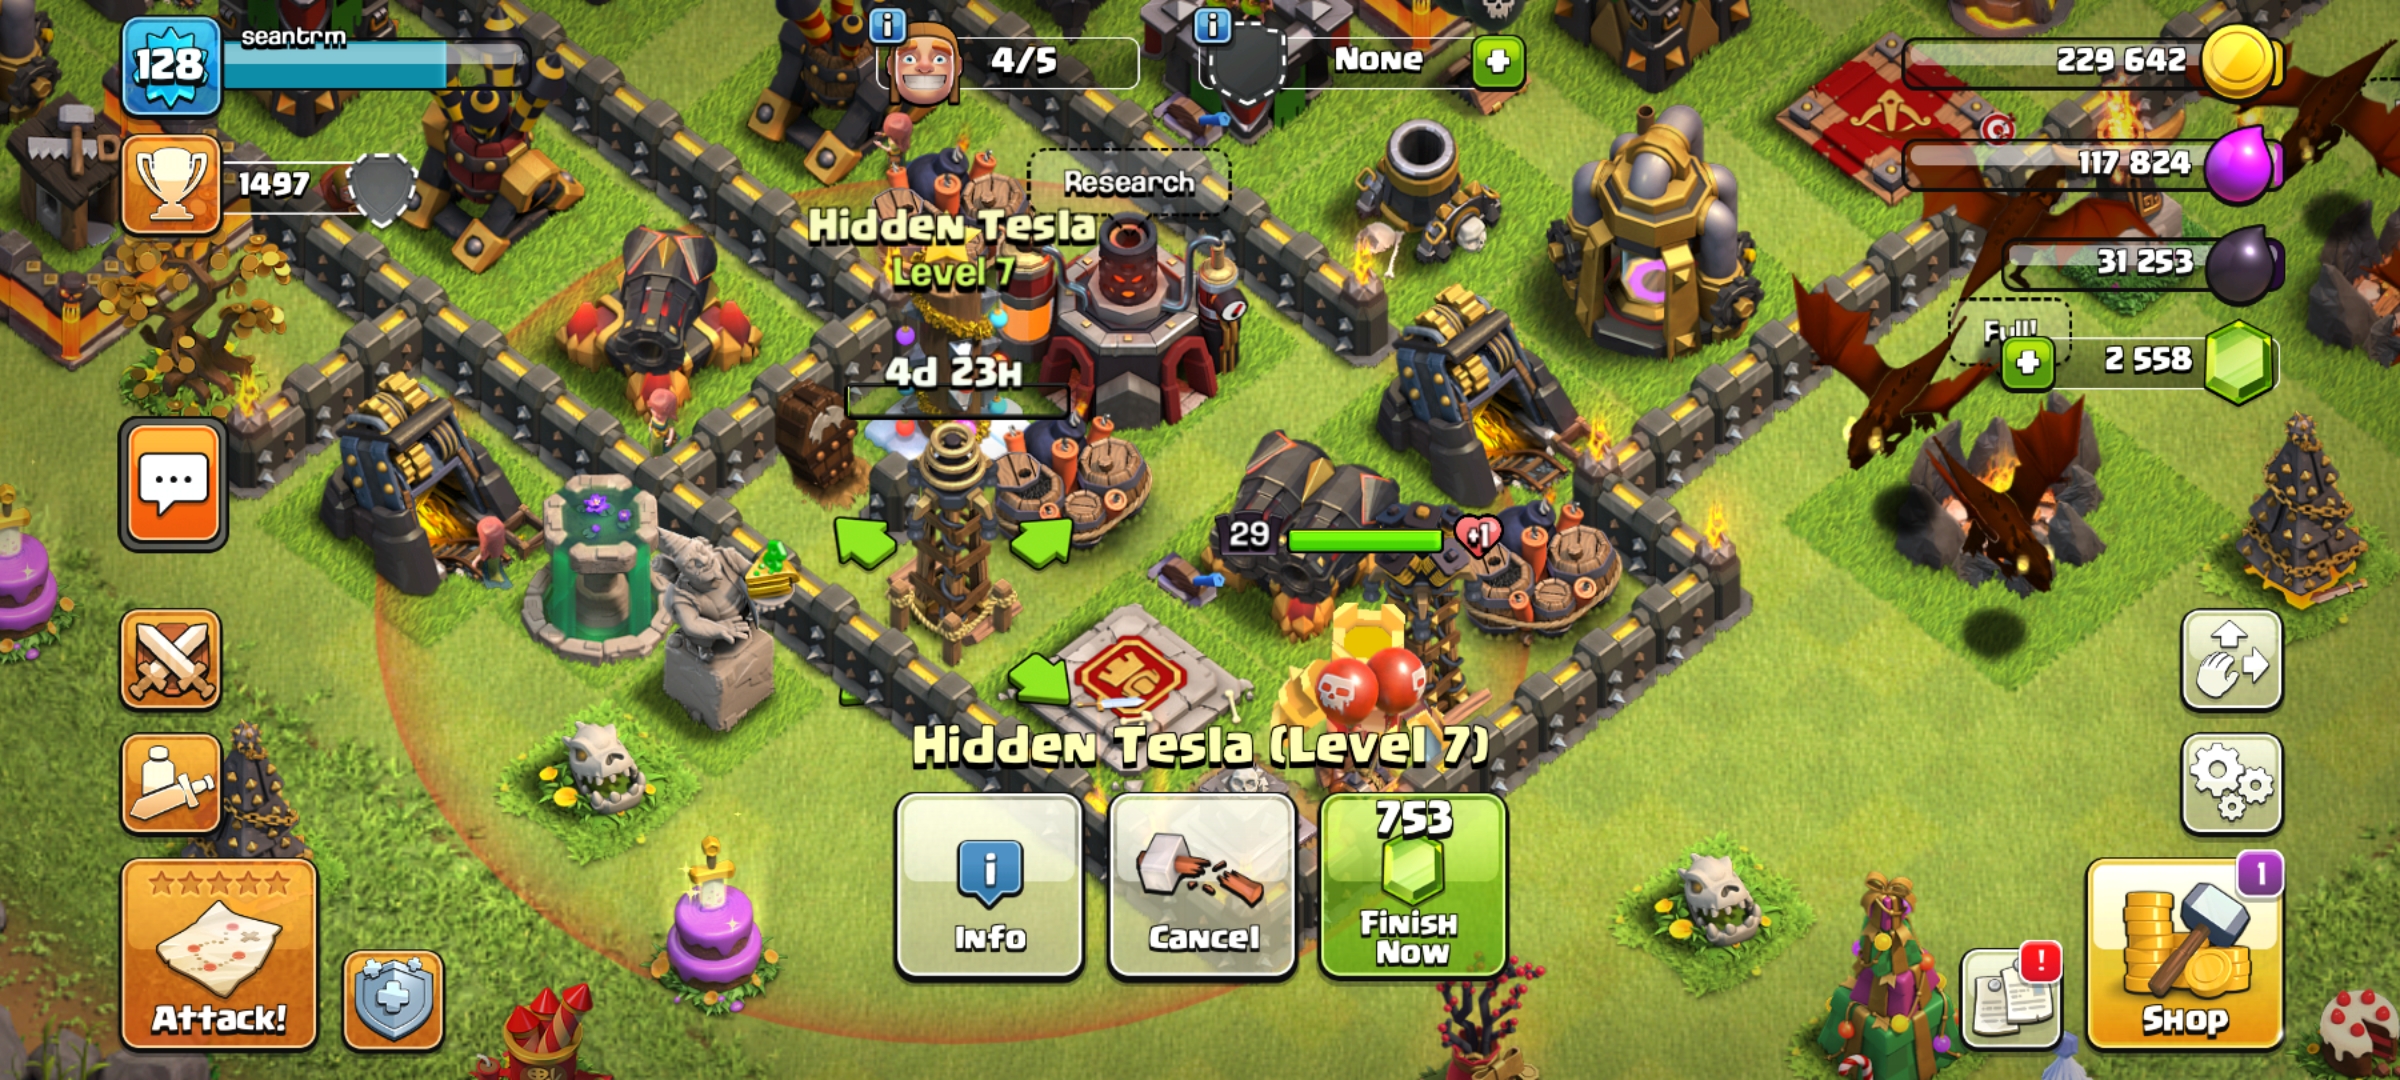 128
seantrm
4/5
None
229 642
1497
117 824
Research
Hidden Tesla
Level 7
31 253
Full!
4d 23H
2 558
29
+1
Hidden Tesla (Level 7)
Info
Cancel
753
Finish
Now
Attack!
1
Shop